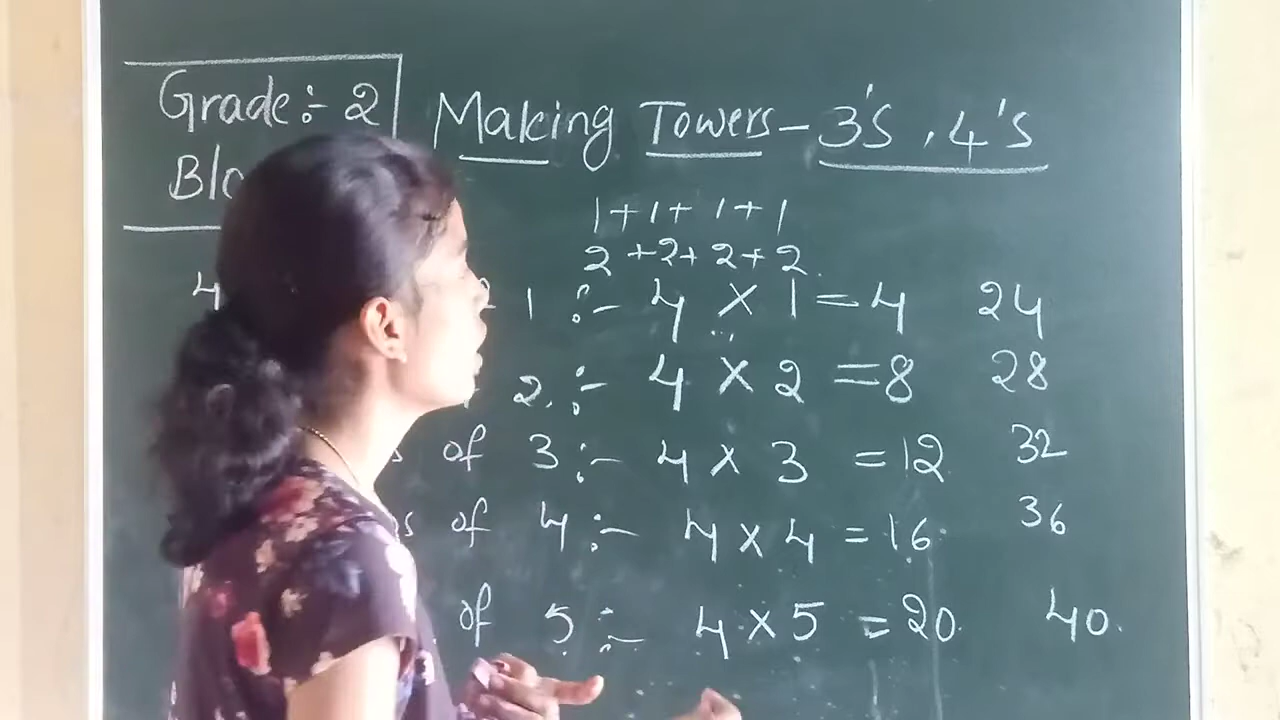 Grade:- 2
Making Towers - 3's, 4's
1+1+1+1
2+2+2+2
4 1 :- 4 × 1 = 4 24
2 :- 4 × 2 = 8 28
of 3 :- 4 × 3 = 12 32
of 4 :- 4 × 4 = 16 36
of 5 :- 4 × 5 = 20 40